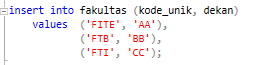 insert into fakultas (kode_unik, dekan)
values ('FITE', 'AA'),
('FTB', 'BB'),
('FTI', 'CC');